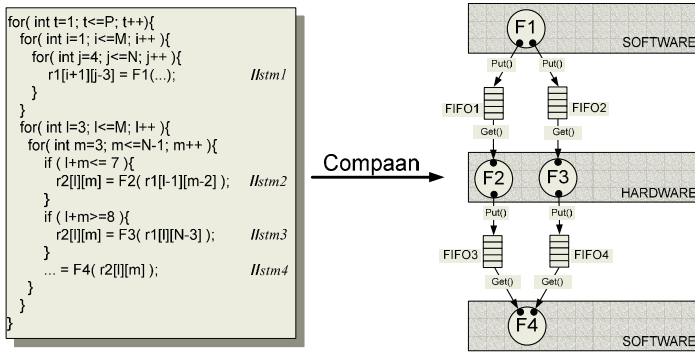 for( int t=1; t<=P; t++){
for( int i=1; i<=M; i++ ){
for( int j=4; j<=N; j++ ){
r1[i+1][j-3] = F1(...); //stm1
}
}
for( int l=3; l<=M; l++ ){
for( int m=3; m<=N-1; m++ ){
if ( l+m<= 7 ){
r2[l][m] = F2( r1[l-1][m-2] ); //stm2
}
if ( l+m>=8 ){
r2[l][m] = F3( r1[l][N-3] ); //stm3
}
... = F4( r2[l][m] ); //stm4
}
}
}
Compaan
F1
SOFTWARE
Put() Put()
FIFO1 FIFO2
Get() Get()
F2 F3
HARDWARE
Put() Put()
FIFO3 FIFO4
Get() Get()
F4
SOFTWARE